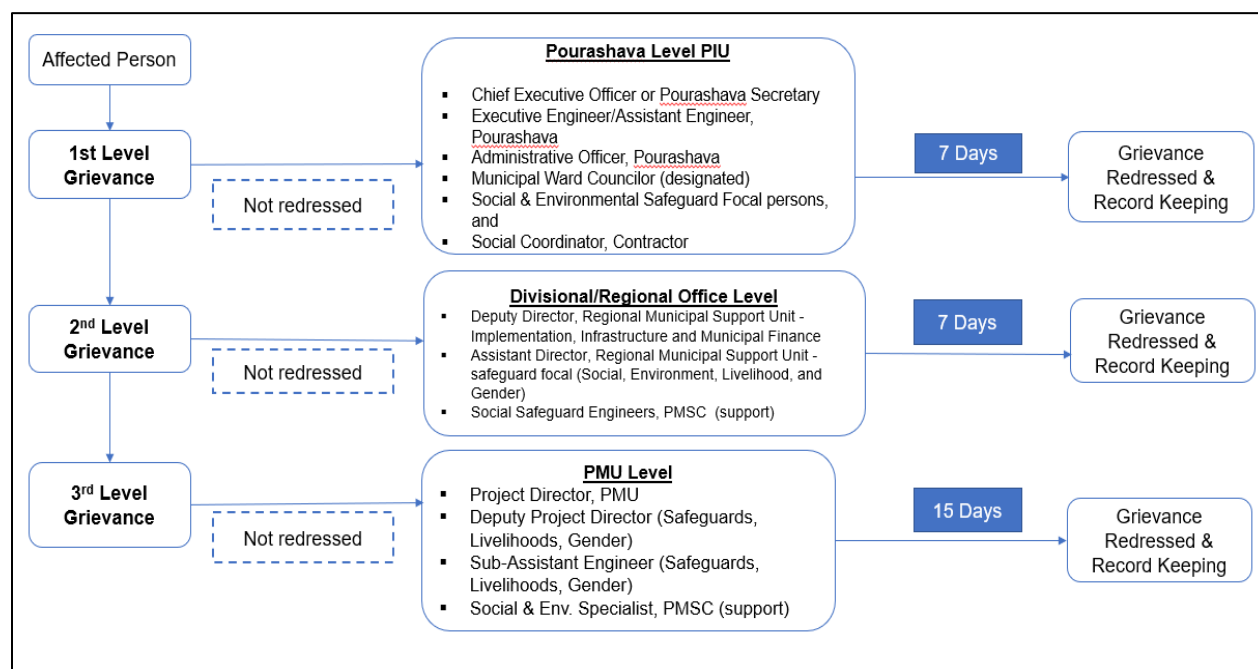 Affected Person
1st Level
Grievance
Not redressed
Pourashava Level PIU
▪ Chief Executive Officer or Pourashava Secretary
▪ Executive Engineer/Assistant Engineer,
Pourashava
▪ Administrative Officer, Pourashava
▪ Municipal Ward Councilor (designated)
▪ Social & Environmental Safeguard Focal persons,
and
▪ Social Coordinator, Contractor
7 Days
Grievance
Redressed &
Record Keeping
2nd Level
Grievance
Not redressed
Divisional/Regional Office Level
▪ Deputy Director, Regional Municipal Support Unit -
Implementation, Infrastructure and Municipal Finance
▪ Assistant Director, Regional Municipal Support Unit -
safeguard focal (Social, Environment, Livelihood, and
Gender)
▪ Social Safeguard Engineers, PMSC (support)
7 Days
Grievance
Redressed &
Record Keeping
3rd Level
Grievance
Not redressed
PMU Level
▪ Project Director, PMU
▪ Deputy Project Director (Safeguards,
Livelihoods, Gender)
▪ Sub-Assistant Engineer (Safeguards,
Livelihoods, Gender)
▪ Social & Env. Specialist, PMSC (support)
15 Days
Grievance
Redressed &
Record Keeping